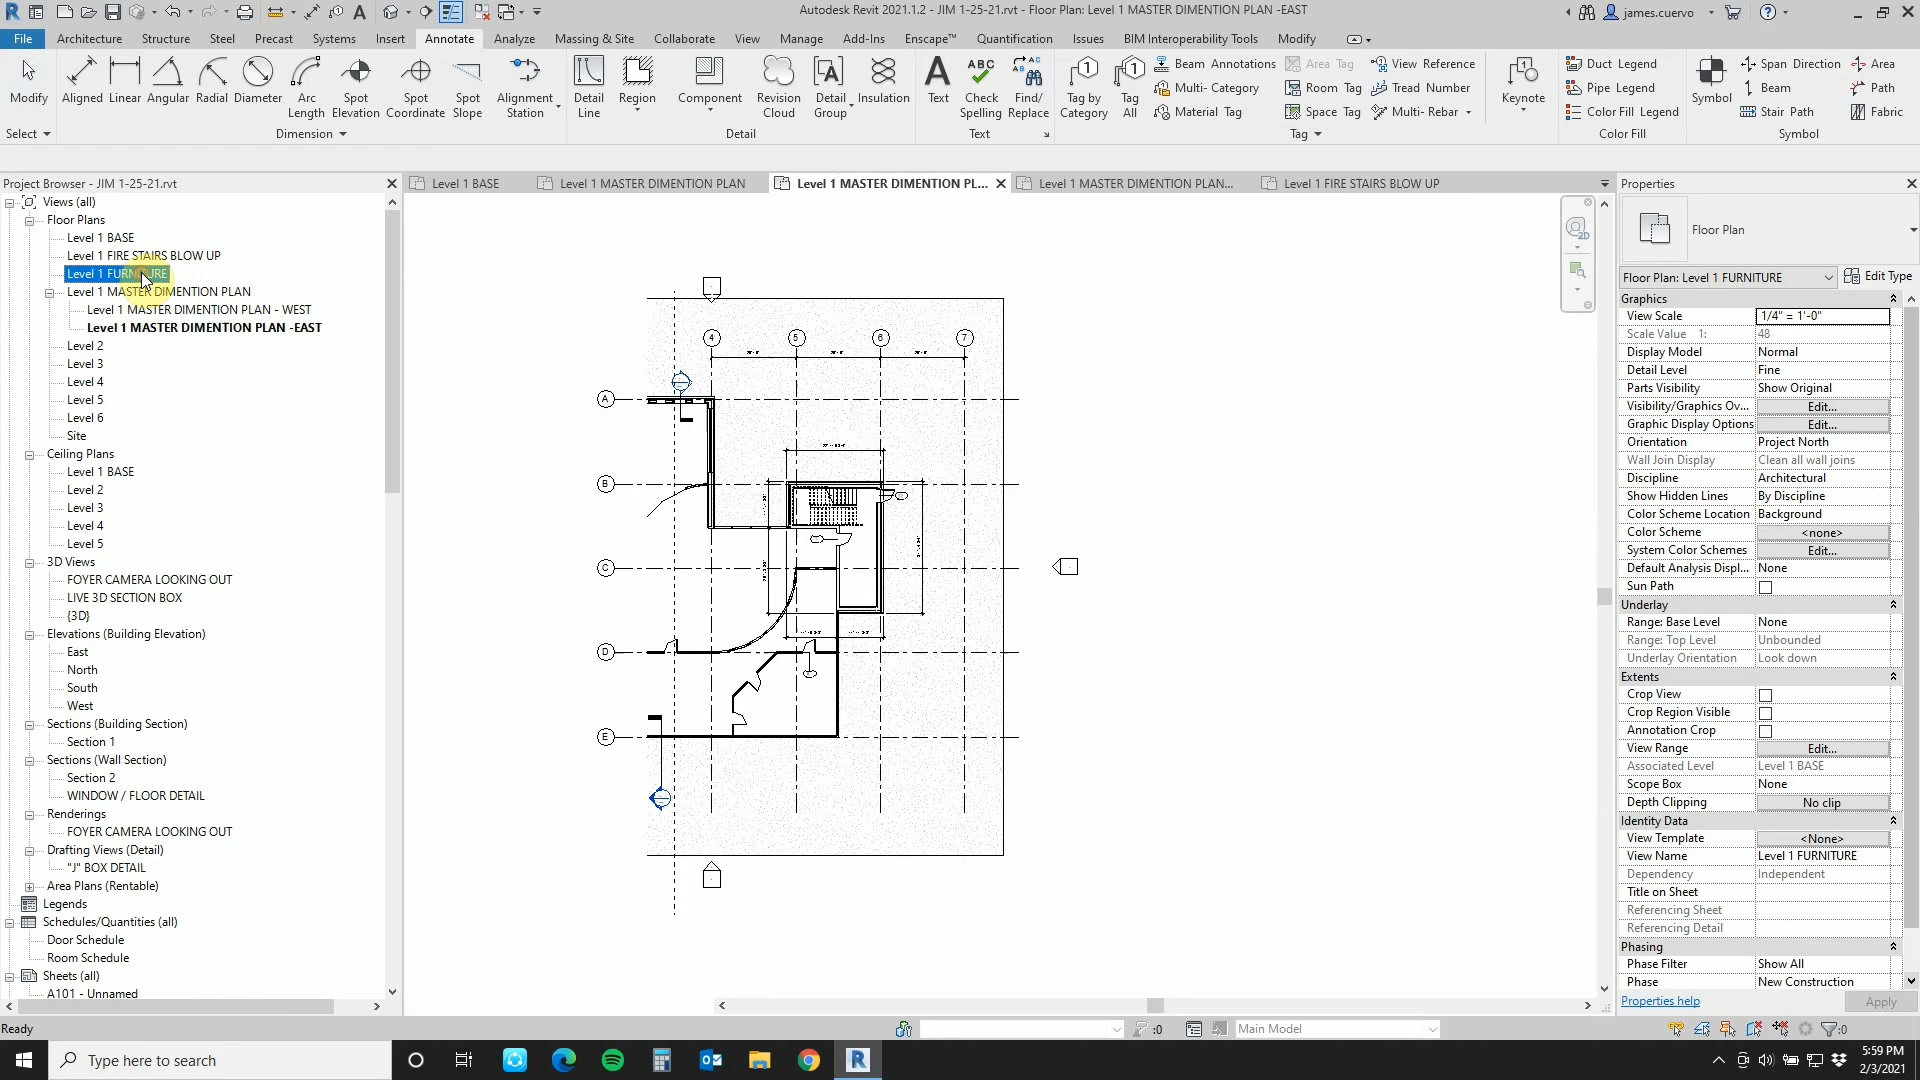 Autodesk Revit 2021.1.2 - JIM 1-25-21.rvt - Floor Plan: Level 1 MASTER DIMENTION PLAN -EAST
james.cuervo
File Architecture Structure Steel Precast Systems Insert Annotate Analyze Massing & Site Collaborate View Manage Add-Ins Enscape™ Quantification Issues BIM Interoperability Tools Modify
Modify
Select
Aligned Linear Angular Radial Diameter Arc Length Spot Elevation Spot Coordinate Spot Slope Alignment Station
Dimension
Detail Line Region Component Revision Cloud Detail Group Insulation
Detail
Text Check Spelling Find/ Replace
Text
Tag by Category Tag All Beam Annotations Multi- Category Material Tag Area Tag Room Tag Space Tag View Reference Tread Number Multi- Rebar
Tag
Keynote
Duct Legend
Pipe Legend
Color Fill Legend
Color Fill
Symbol Span Direction Beam Stair Path Area Path Fabric
Symbol
Project Browser - JIM 1-25-21.rvt
Views (all)
Floor Plans
Level 1 BASE
Level 1 FIRE STAIRS BLOW UP
Level 1 FURNITURE
Level 1 MASTER DIMENTION PLAN
Level 1 MASTER DIMENTION PLAN - WEST
Level 1 MASTER DIMENTION PLAN -EAST
Level 2
Level 3
Level 4
Level 5
Level 6
Site
Ceiling Plans
Level 1 BASE
Level 2
Level 3
Level 4
Level 5
3D Views
FOYER CAMERA LOOKING OUT
LIVE 3D SECTION BOX
{3D}
Elevations (Building Elevation)
East
North
South
West
Sections (Building Section)
Section 1
Sections (Wall Section)
Section 2
WINDOW / FLOOR DETAIL
Renderings
FOYER CAMERA LOOKING OUT
Drafting Views (Detail)
"J" BOX DETAIL
Area Plans (Rentable)
Legends
Schedules/Quantities (all)
Door Schedule
Room Schedule
Sheets (all)
A101 - Unnamed
Level 1 BASE
Level 1 MASTER DIMENTION PLAN
Level 1 MASTER DIMENTION PL...
Level 1 MASTER DIMENTION PLAN...
Level 1 FIRE STAIRS BLOW UP
4 5 6 7
A
B
C
D
E
2D
Properties
Floor Plan
Floor Plan: Level 1 FURNITURE Edit Type
Graphics
View Scale 1/4" = 1'-0"
Scale Value 1: 48
Display Model Normal
Detail Level Fine
Parts Visibility Show Original
Visibility/Graphics Ov... Edit...
Graphic Display Options Edit...
Orientation Project North
Wall Join Display Clean all wall joins
Discipline Architectural
Show Hidden Lines By Discipline
Color Scheme Location Background
Color Scheme <none>
System Color Schemes Edit...
Default Analysis Displ... None
Sun Path
Underlay
Range: Base Level None
Range: Top Level Unbounded
Underlay Orientation Look down
Extents
Crop View
Crop Region Visible
Annotation Crop
View Range Edit...
Associated Level Level 1 BASE
Scope Box None
Depth Clipping No clip
Identity Data
View Template <None>
View Name Level 1 FURNITURE
Dependency Independent
Title on Sheet
Referencing Sheet
Referencing Detail
Phasing
Phase Filter Show All
Phase New Construction
Properties help Apply
Ready :0 Main Model :0
Type here to search
5:59 PM
2/3/2021